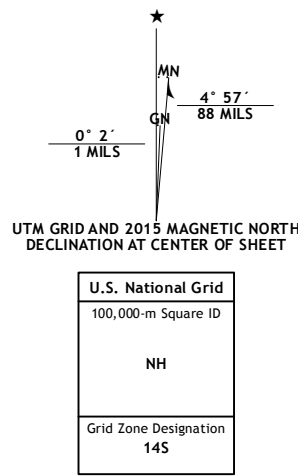 ★
MN
4° 57´
88 MILS
GN
0° 2´
1 MILS
UTM GRID AND 2015 MAGNETIC NORTH
DECLINATION AT CENTER OF SHEET
U.S. National Grid
100,000-m Square ID
NH
Grid Zone Designation
14S